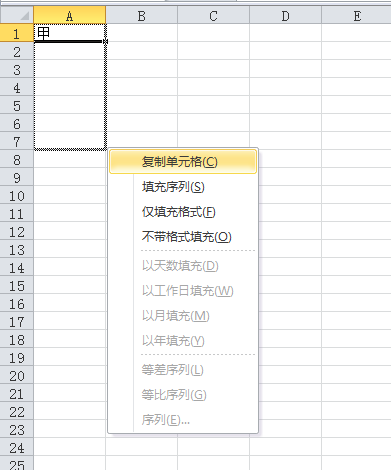 A B C D E
1 甲
2
3
4
5
6
7
8 复制单元格(C)
9 填充序列(S)
10
11 仅填充格式(F)
12 不带格式填充(O)
13
14 以天数填充(D)
15 以工作日填充(W)
16
17 以月填充(M)
18 以年填充(Y)
19
20 等差序列(L)
21 等比序列(G)
22
23 序列(E)...
24
25